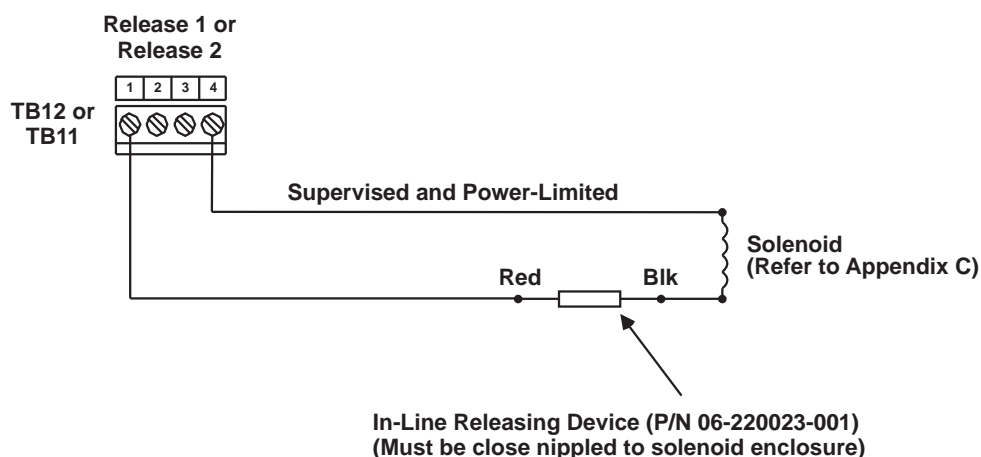 Release 1 or
Release 2
1 2 3 4
TB12 or
TB11
Supervised and Power-Limited
Solenoid
(Refer to Appendix C)
Red
Blk
In-Line Releasing Device (P/N 06-220023-001)
(Must be close nippled to solenoid enclosure)